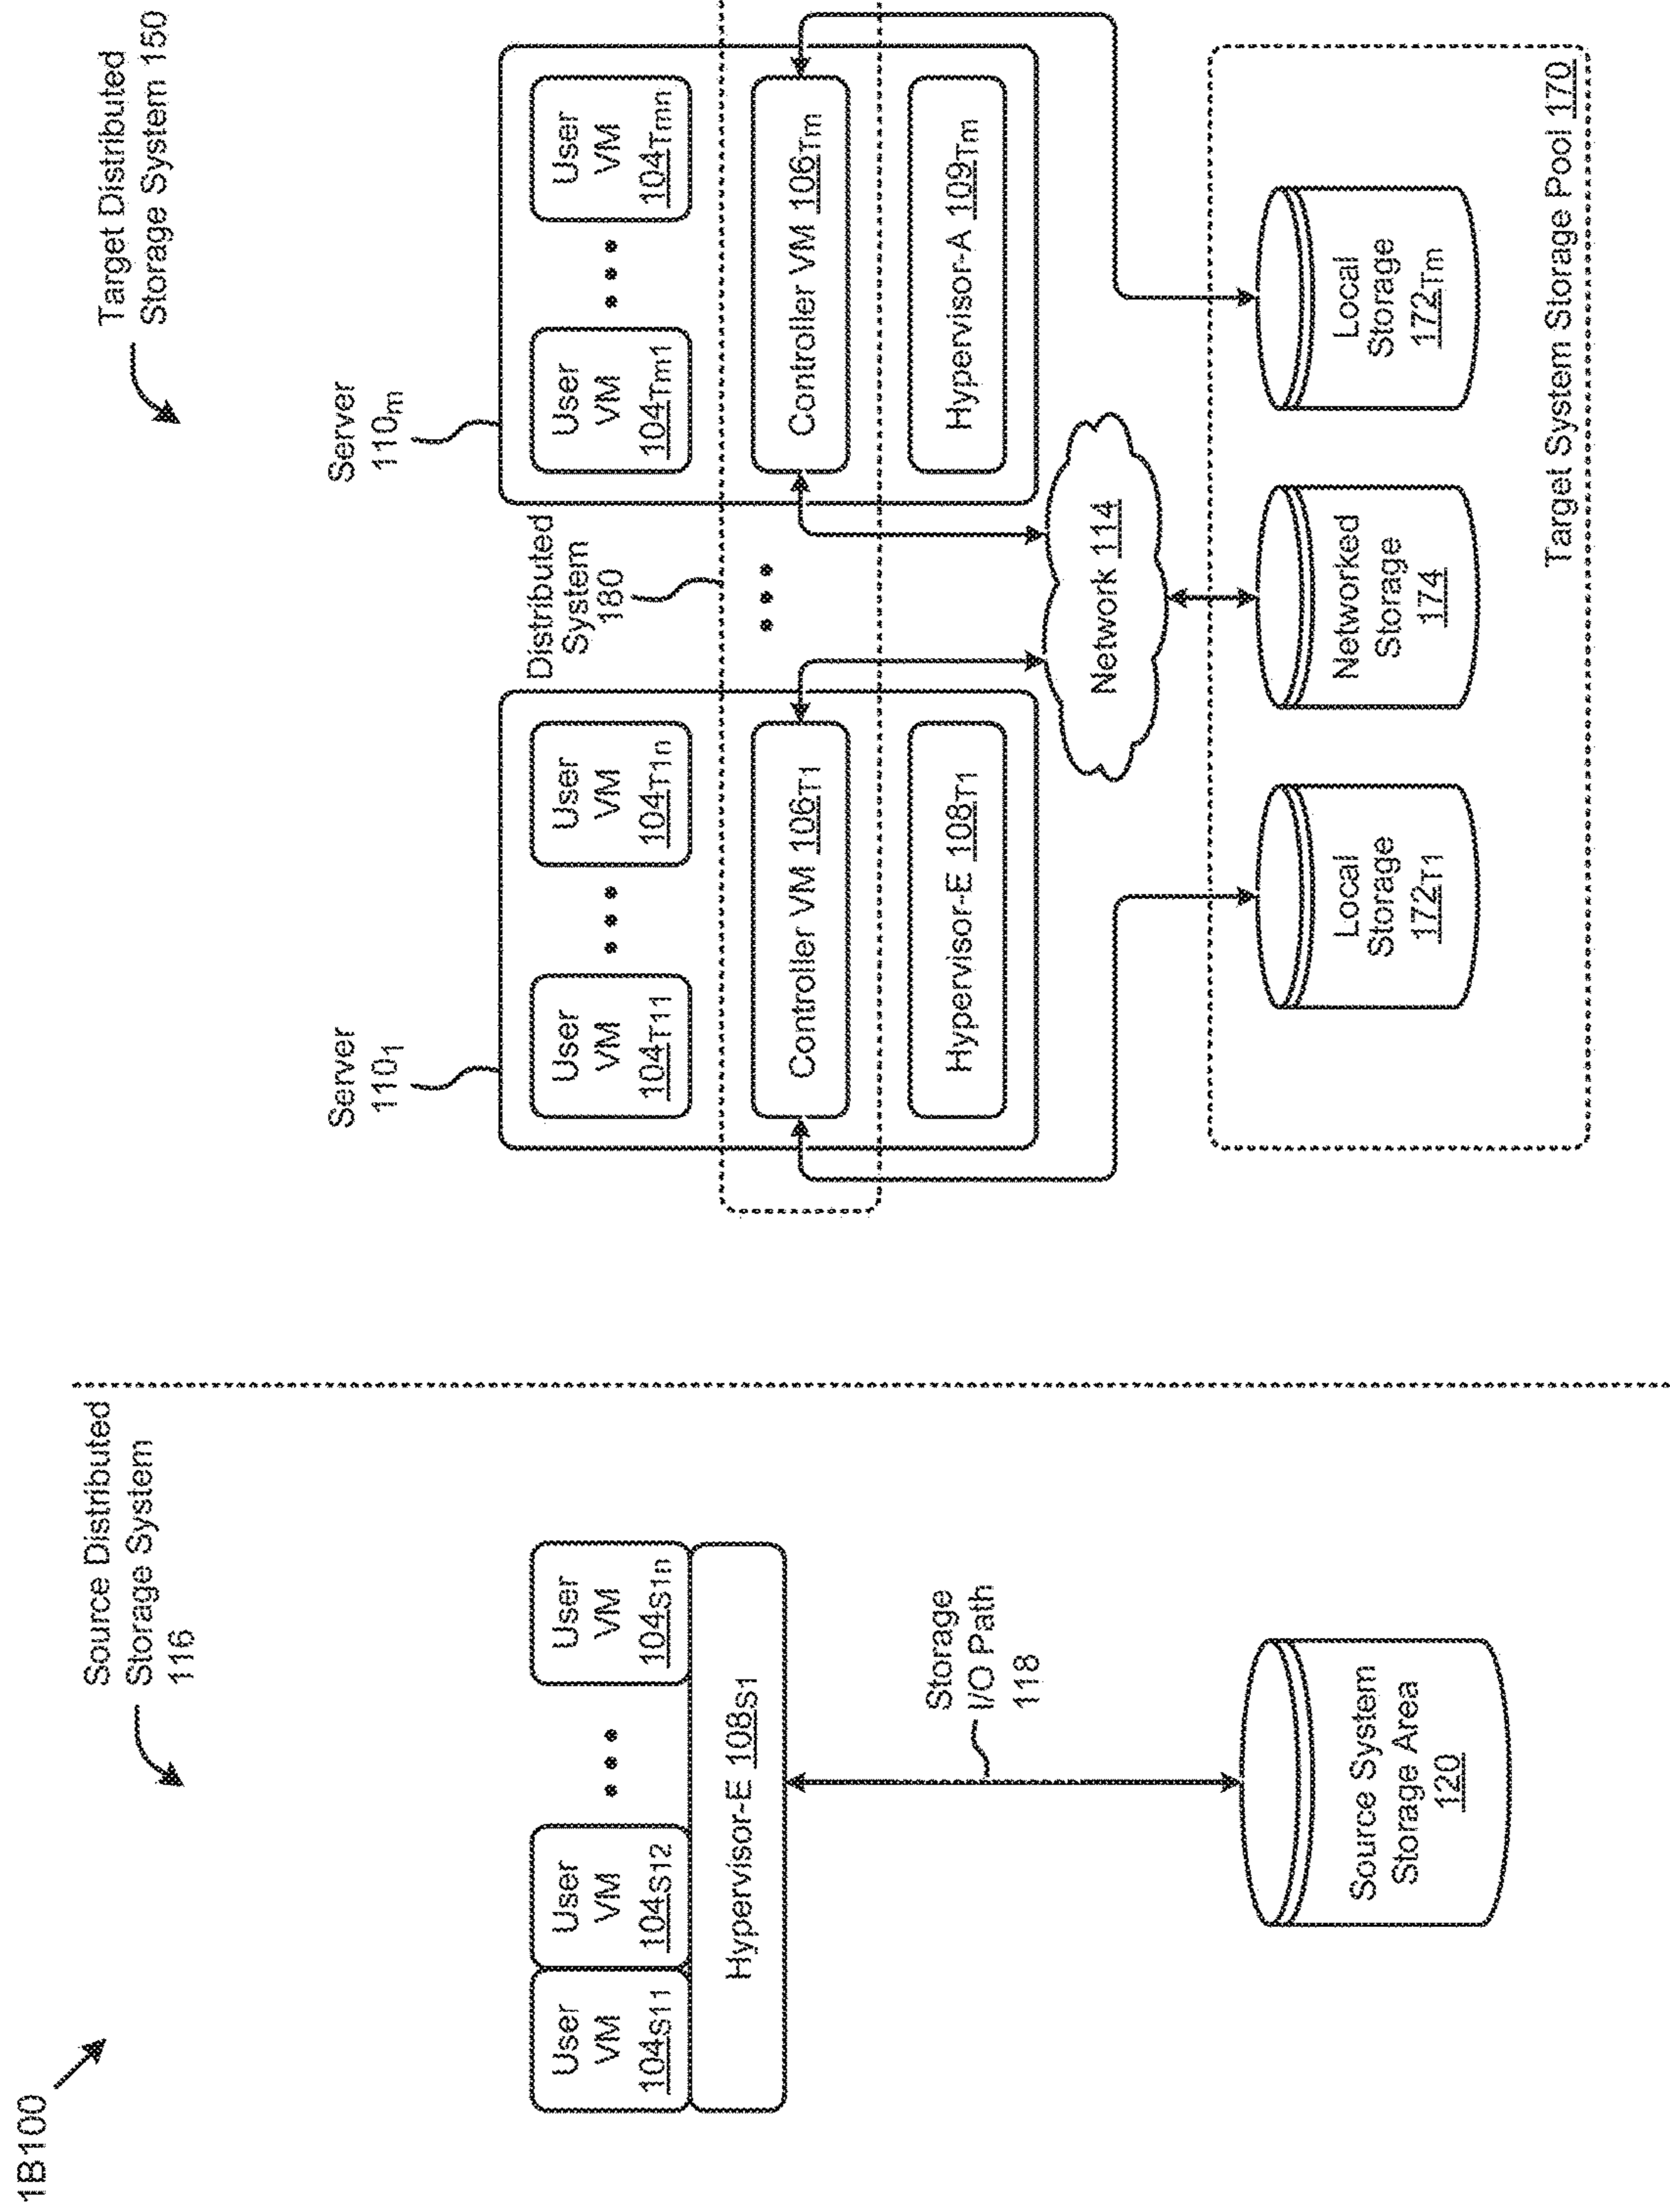 1B100
Source Distributed
Storage System
116
User
VM
104S11
User
VM
104S12
User
VM
104S1n
Hypervisor-E 108S1
Storage
I/O Path
118
Source System
Storage Area
120
Target Distributed
Storage System 150
Server
1101
Server
110m
User
VM
104T11
User
VM
104T1n
Distributed
System
180
User
VM
104Tm1
User
VM
104Tmn
Controller VM 106T1
Controller VM 106Tm
Hypervisor-E 108T1
Hypervisor-A 109Tm
Network 114
Local
Storage
172T1
Networked
Storage
174
Local
Storage
172Tm
Target System Storage Pool 170